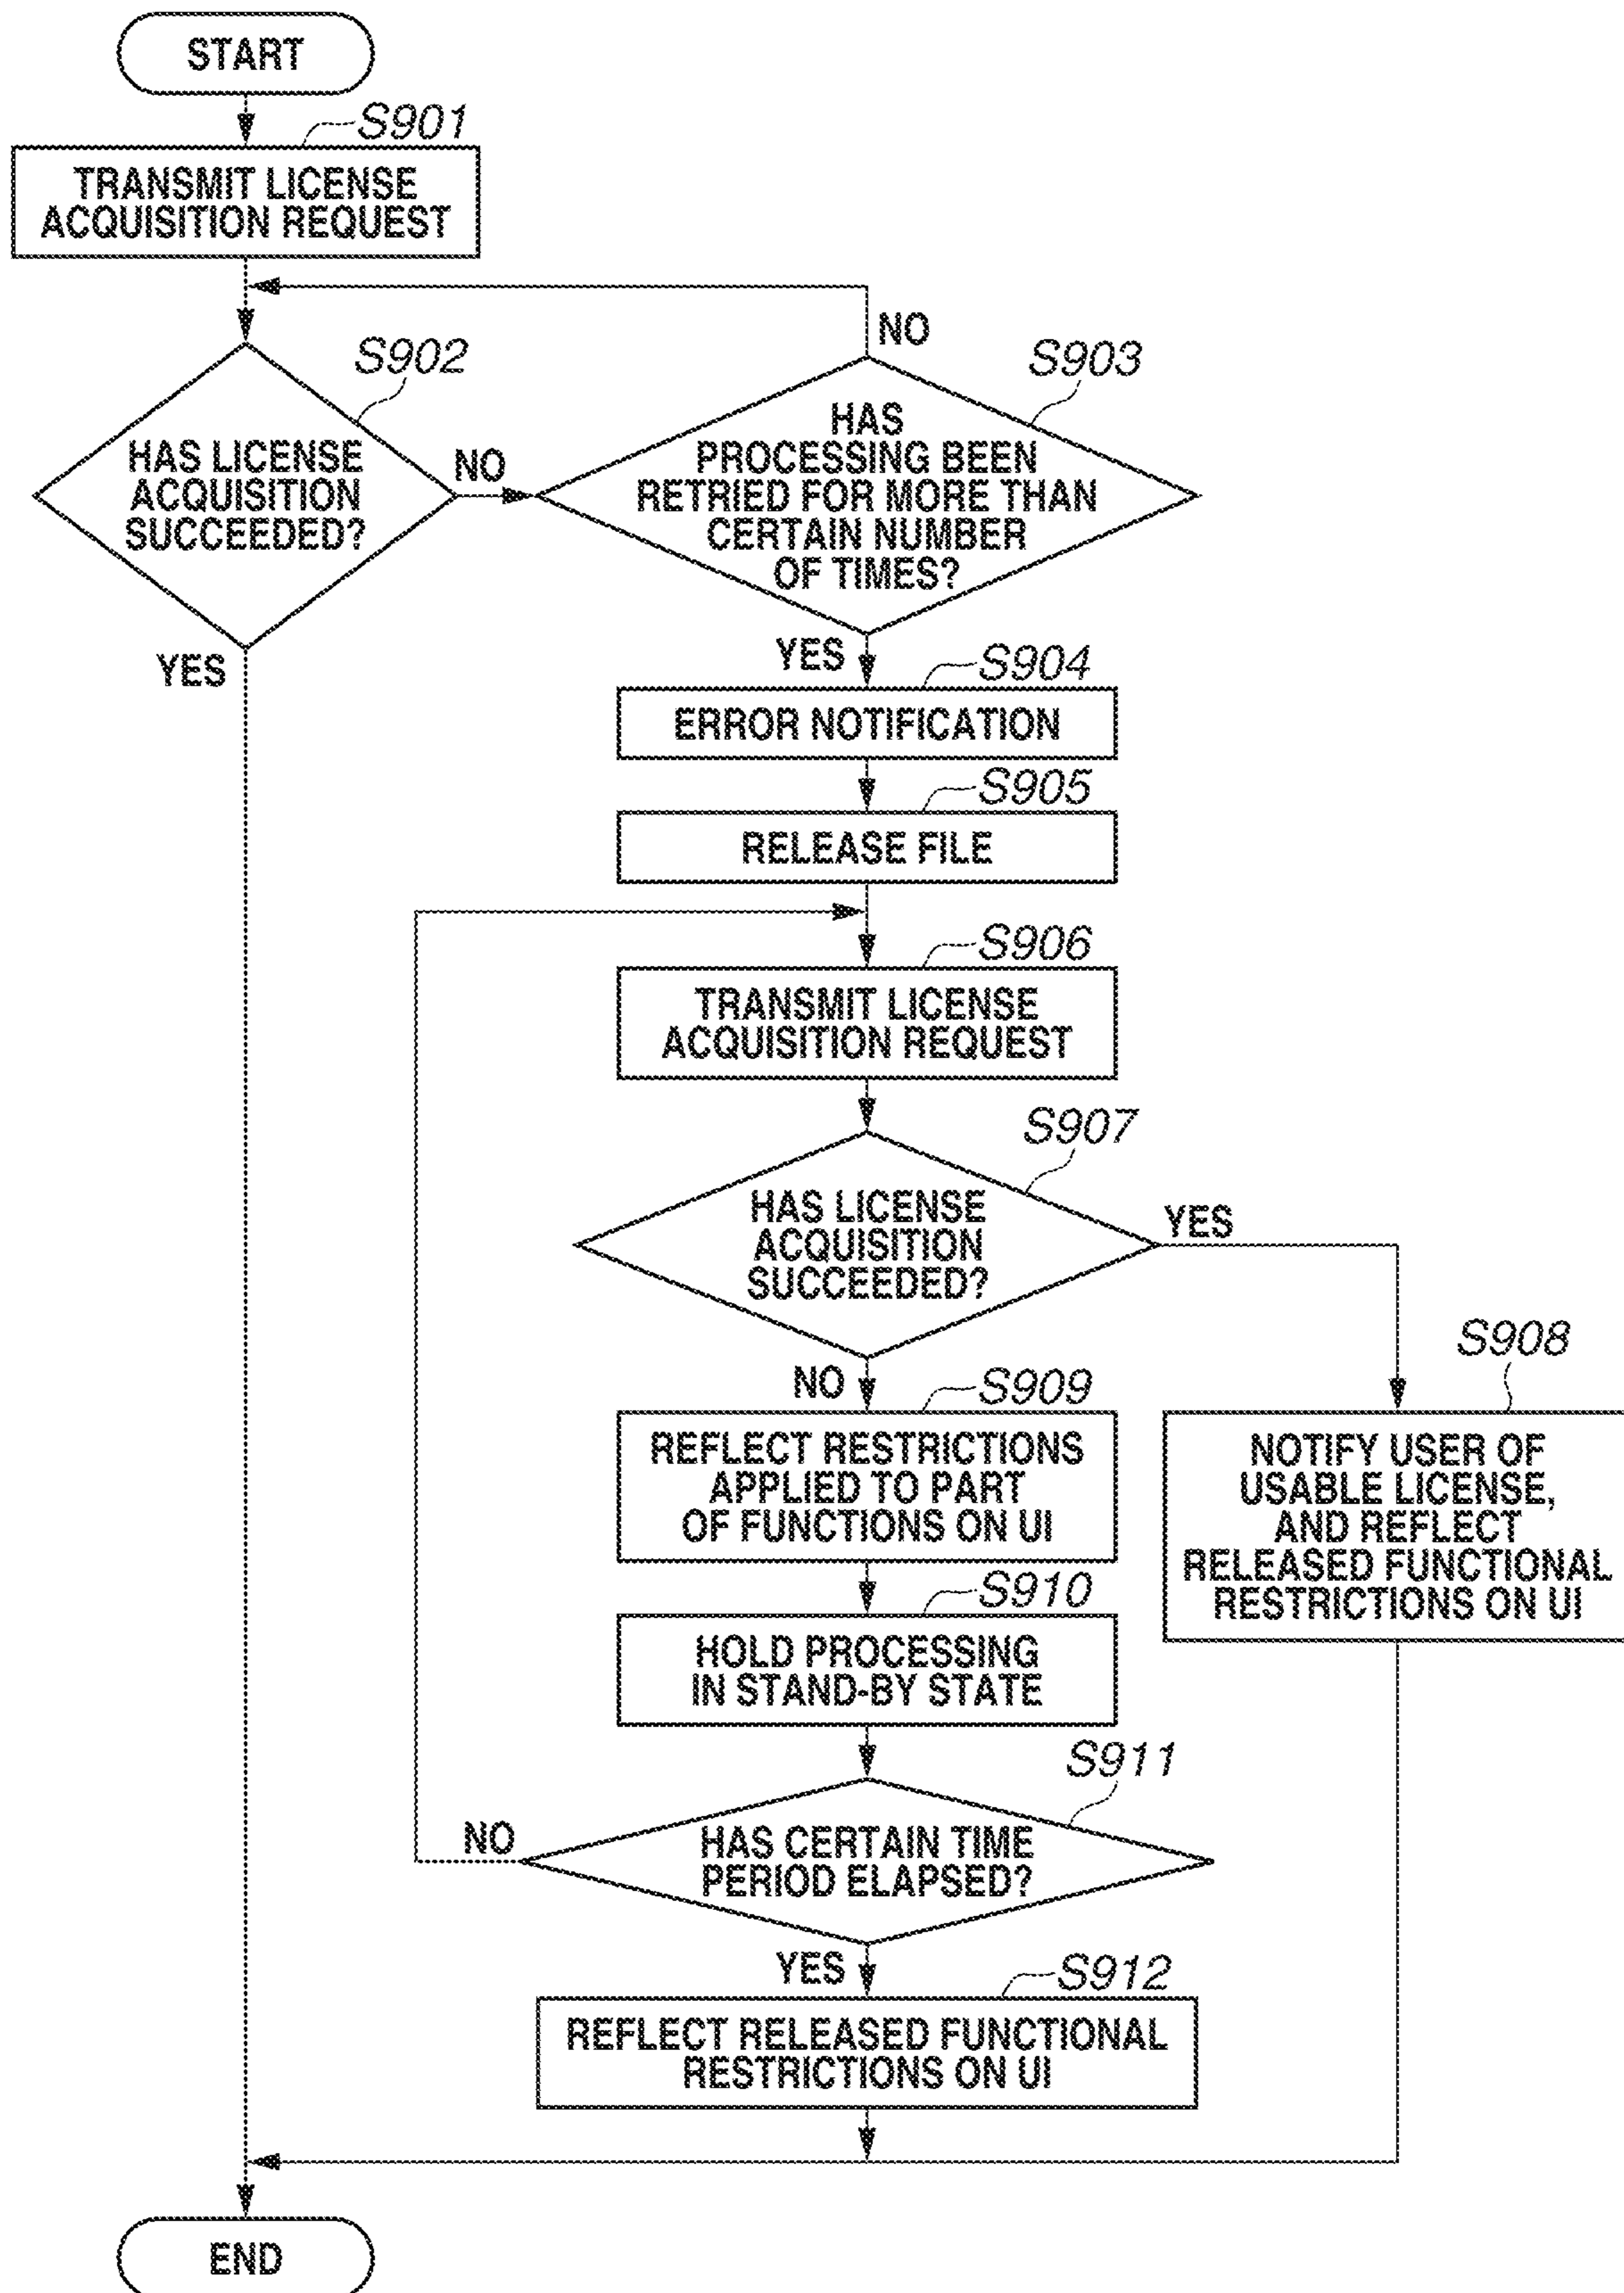 START
S901
TRANSMIT LICENSE
ACQUISITION REQUEST
NO
S902
S903
HAS LICENSE
ACQUISITION
SUCCEEDED?
NO
HAS
PROCESSING BEEN
RETRIED FOR MORE THAN
CERTAIN NUMBER
OF TIMES?
YES
YES
S904
ERROR NOTIFICATION
S905
RELEASE FILE
S906
TRANSMIT LICENSE
ACQUISITION REQUEST
S907
HAS LICENSE
ACQUISITION
SUCCEEDED?
YES
NO
S909
REFLECT RESTRICTIONS
APPLIED TO PART
OF FUNCTIONS ON UI
S908
NOTIFY USER OF
USABLE LICENSE,
AND REFLECT
RELEASED FUNCTIONAL
RESTRICTIONS ON UI
S910
HOLD PROCESSING
IN STAND-BY STATE
S911
HAS CERTAIN TIME
PERIOD ELAPSED?
NO
YES
S912
REFLECT RELEASED FUNCTIONAL
RESTRICTIONS ON UI
END